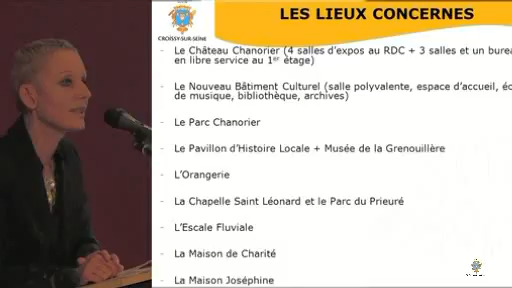 CROISSY-SUR-SEINE
LES LIEUX CONCERNES
- Le Château Chanorier (4 salles d'expos au RDC + 3 salles et un burea
en libre service au 1er étage)
- Le Nouveau Bâtiment Culturel (salle polyvalente, espace d'accueil, éc
de musique, bibliothèque, archives)
- Le Parc Chanorier
- Le Pavillon d'Histoire Locale + Musée de la Grenouillère
- L'Orangerie
- La Chapelle Saint Léonard et le Parc du Prieuré
- L'Escale Fluviale
- La Maison de Charité
- La Maison Joséphine